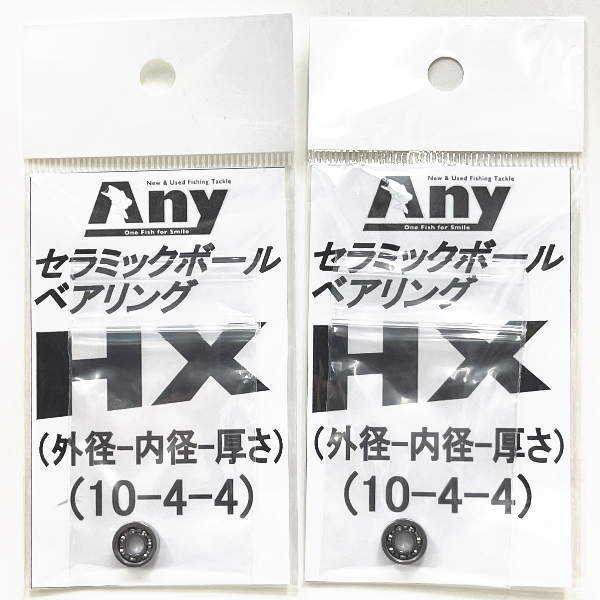 New & Used Fishing Tackle
Any
One Fish for Smile
セラミックボール
ベアリング
HX
(外径-内径-厚さ)
(10-4-4)
New & Used Fishing Tackle
Any
One Fish for Smile
セラミックボール
ベアリング
HX
(外径-内径-厚さ)
(10-4-4)